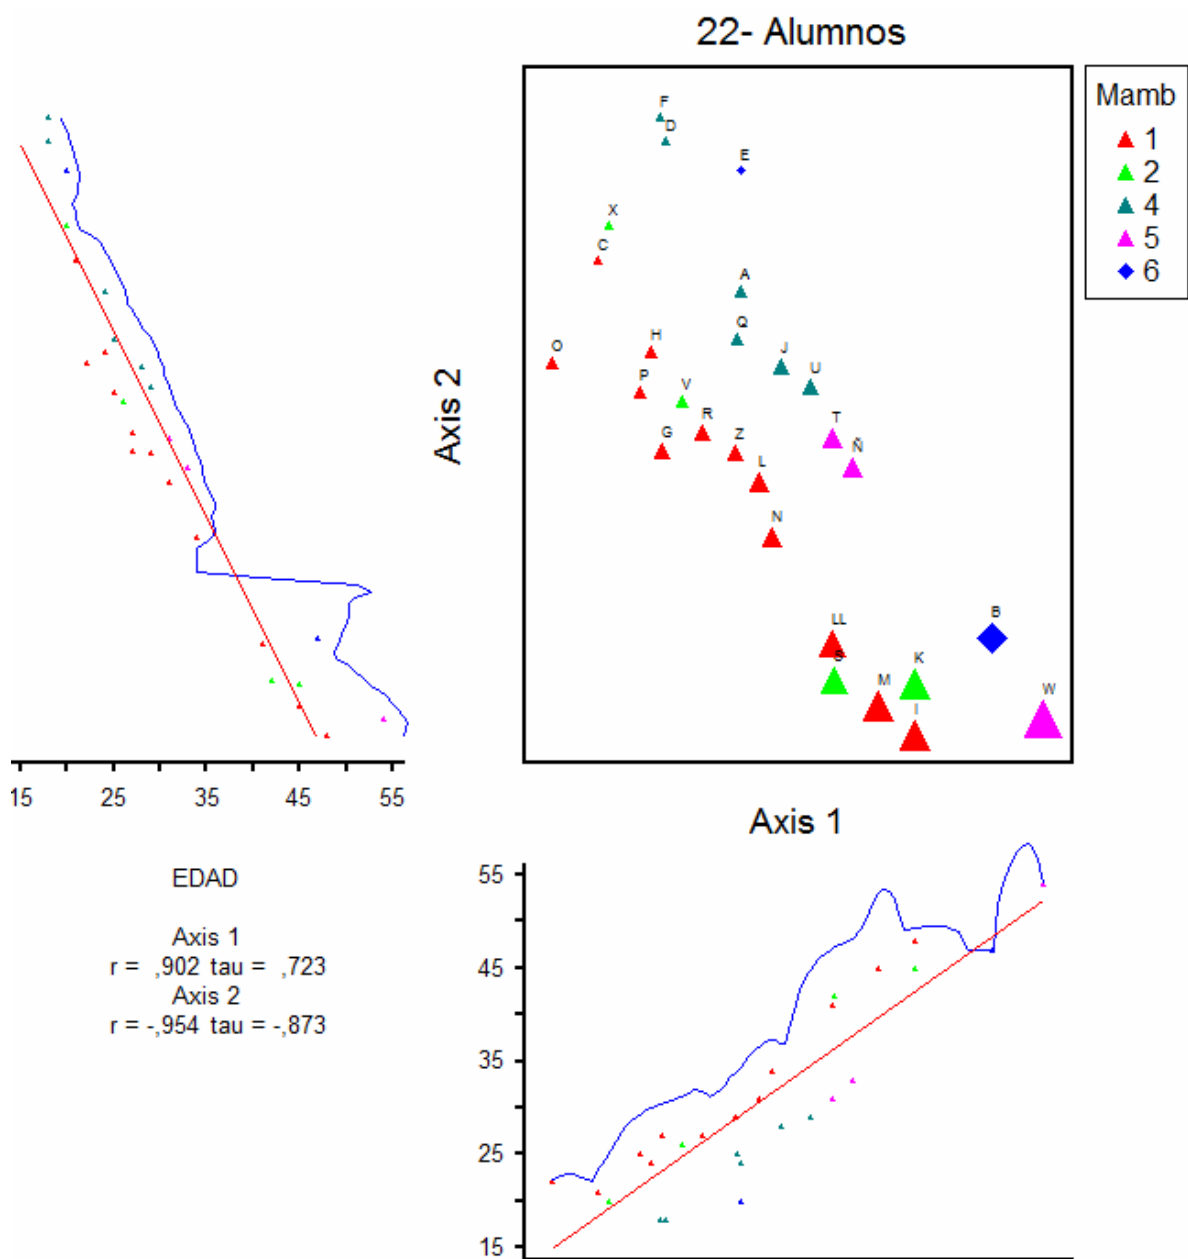 22- Alumnos
Mamb
1
2
4
5
6
F
D
E
X
C
A
Q
H
O
J
U
P
V
R
T
G
Z
Ñ
L
N
LL
B
S
K
M
W
I
Axis 2
15 25 35 45 55
Axis 1
EDAD
Axis 1
r = ,902 tau = ,723
Axis 2
r = -,954 tau = -,873
55
45
35
25
15